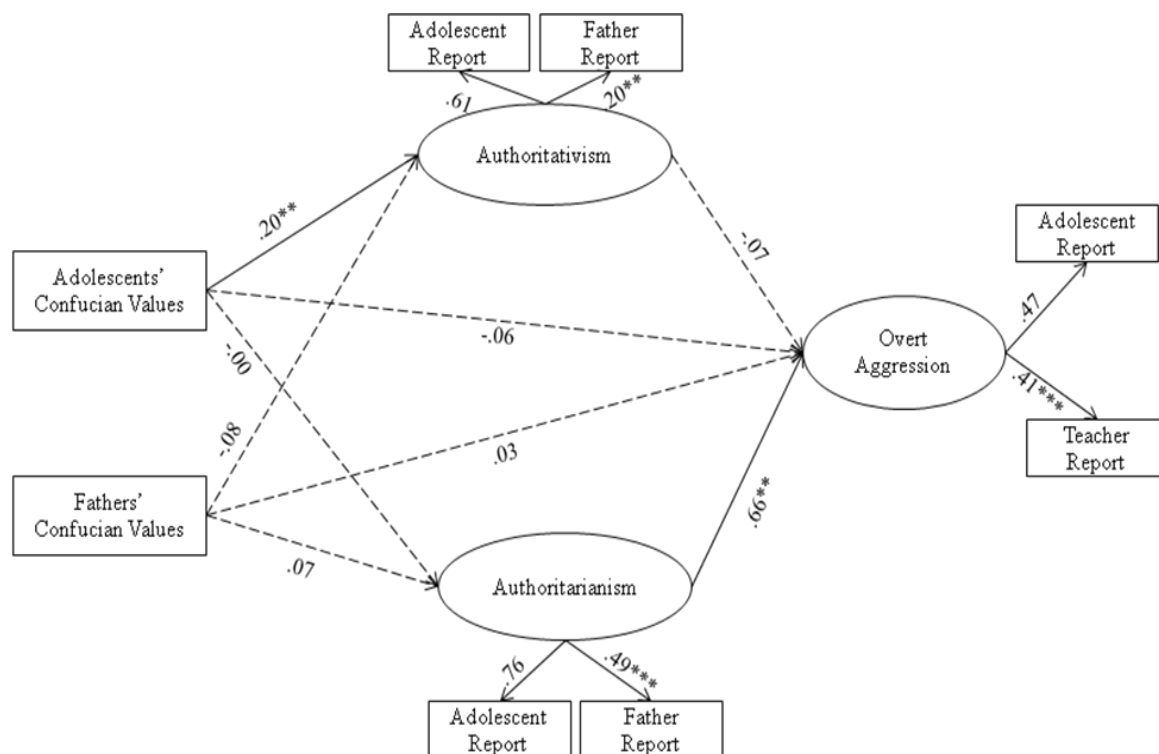 Adolescent
Report
Father
Report
.61
.20**
Authoritativism
.20**
-.07
Adolescent
Report
Adolescents'
Confucian Values
-.06
.47
Overt
Aggression
-.00
.41***
-.08
.03
Teacher
Report
Fathers'
Confucian Values
.07
.66**
Authoritarianism
.76
.49***
Adolescent
Report
Father
Report